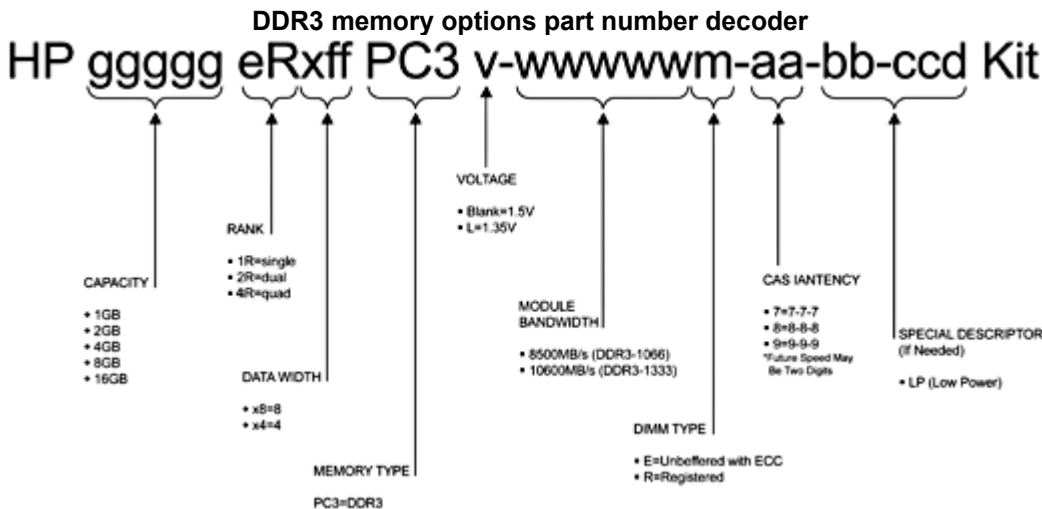 DDR3 memory options part number decoder
HP ggggg eRxff PC3 v-wwwwwm-aa-bb-ccd Kit
VOLTAGE
▪ Blank=1.5V
▪ L=1.35V
RANK
▪ 1R=single
▪ 2R=dual
▪ 4R=quad
CAPACITY
+ 1GB
+ 2GB
+ 4GB
+ 8GB
+ 16GB
CAS IANTENCY
▪ 7=7-7-7
▪ 8=8-8-8
▪ 9=9-9-9
*Future Speed May
Be Two Digits
MODULE
BANDWIDTH
▪ 8500MB/s (DDR3-1066)
▪ 10600MB/s (DDR3-1333)
SPECIAL DESCRIPTOR
(If Needed)
▪ LP (Low Power)
DATA WIDTH
+ x8=8
+ x4=4
DIMM TYPE
▪ E=Unbeffered with ECC
▪ R=Registered
MEMORY TYPE
PC3=DDR3